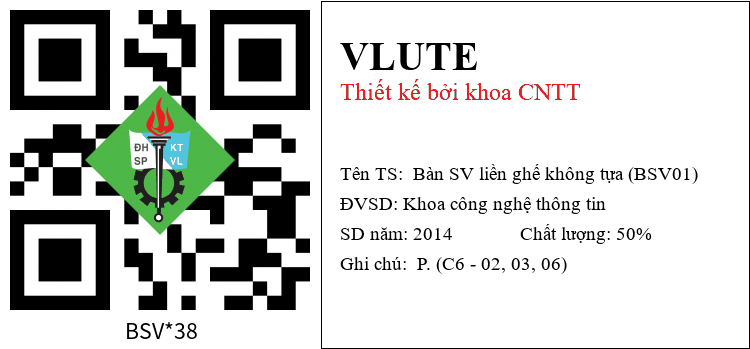 ĐH KT
SP VL
BSV*38
VLUTE
Thiết kế bởi khoa CNTT
Tên TS: Bàn SV liền ghế không tựa (BSV01)
ĐVSD: Khoa công nghệ thông tin
SD năm: 2014 Chất lượng: 50%
Ghi chú: P. (C6 - 02, 03, 06)